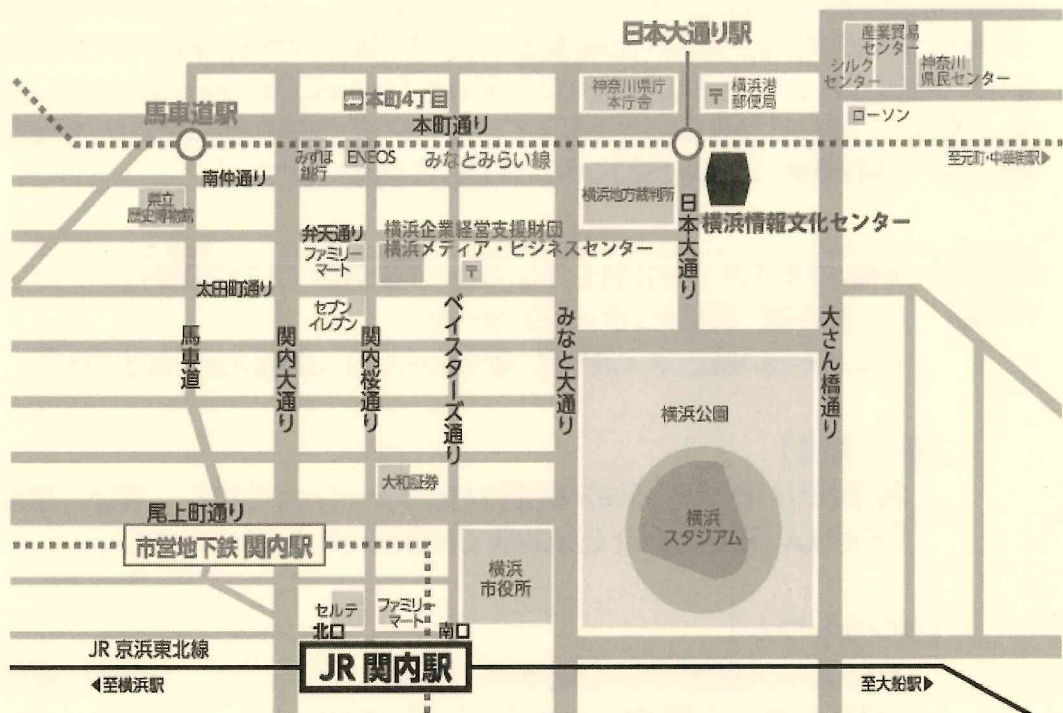 日本大通り駅
産業貿易
センター
シルク
センター
神奈川
県民センター
神奈川県庁
本庁舎
〒
横浜港
郵便局
本町4丁目
馬車道駅
本町通り
ローソン
みずほ
銀行
ENEOS
みなとみらい線
至元町・中華街駅▶
南仲通り
県立
歴史博物館
横浜地方裁判所
日本大通り
横浜情報文化センター
弁天通り
横浜企業経営支援財団
横浜メディア・ビジネスセンター
ファミリー
マート
〒
太田町通り
セブン
イレブン
馬車道
関内大通り
関内桜通り
ベイスターズ通り
みなと大通り
大さん橋通り
横浜公園
大和証券
尾上町通り
横浜
スタジアム
市営地下鉄 関内駅
横浜
市役所
セルテ
ファミリー
マート
北口
南口
JR 京浜東北線
JR 関内駅
◀至横浜駅
至大船駅▶